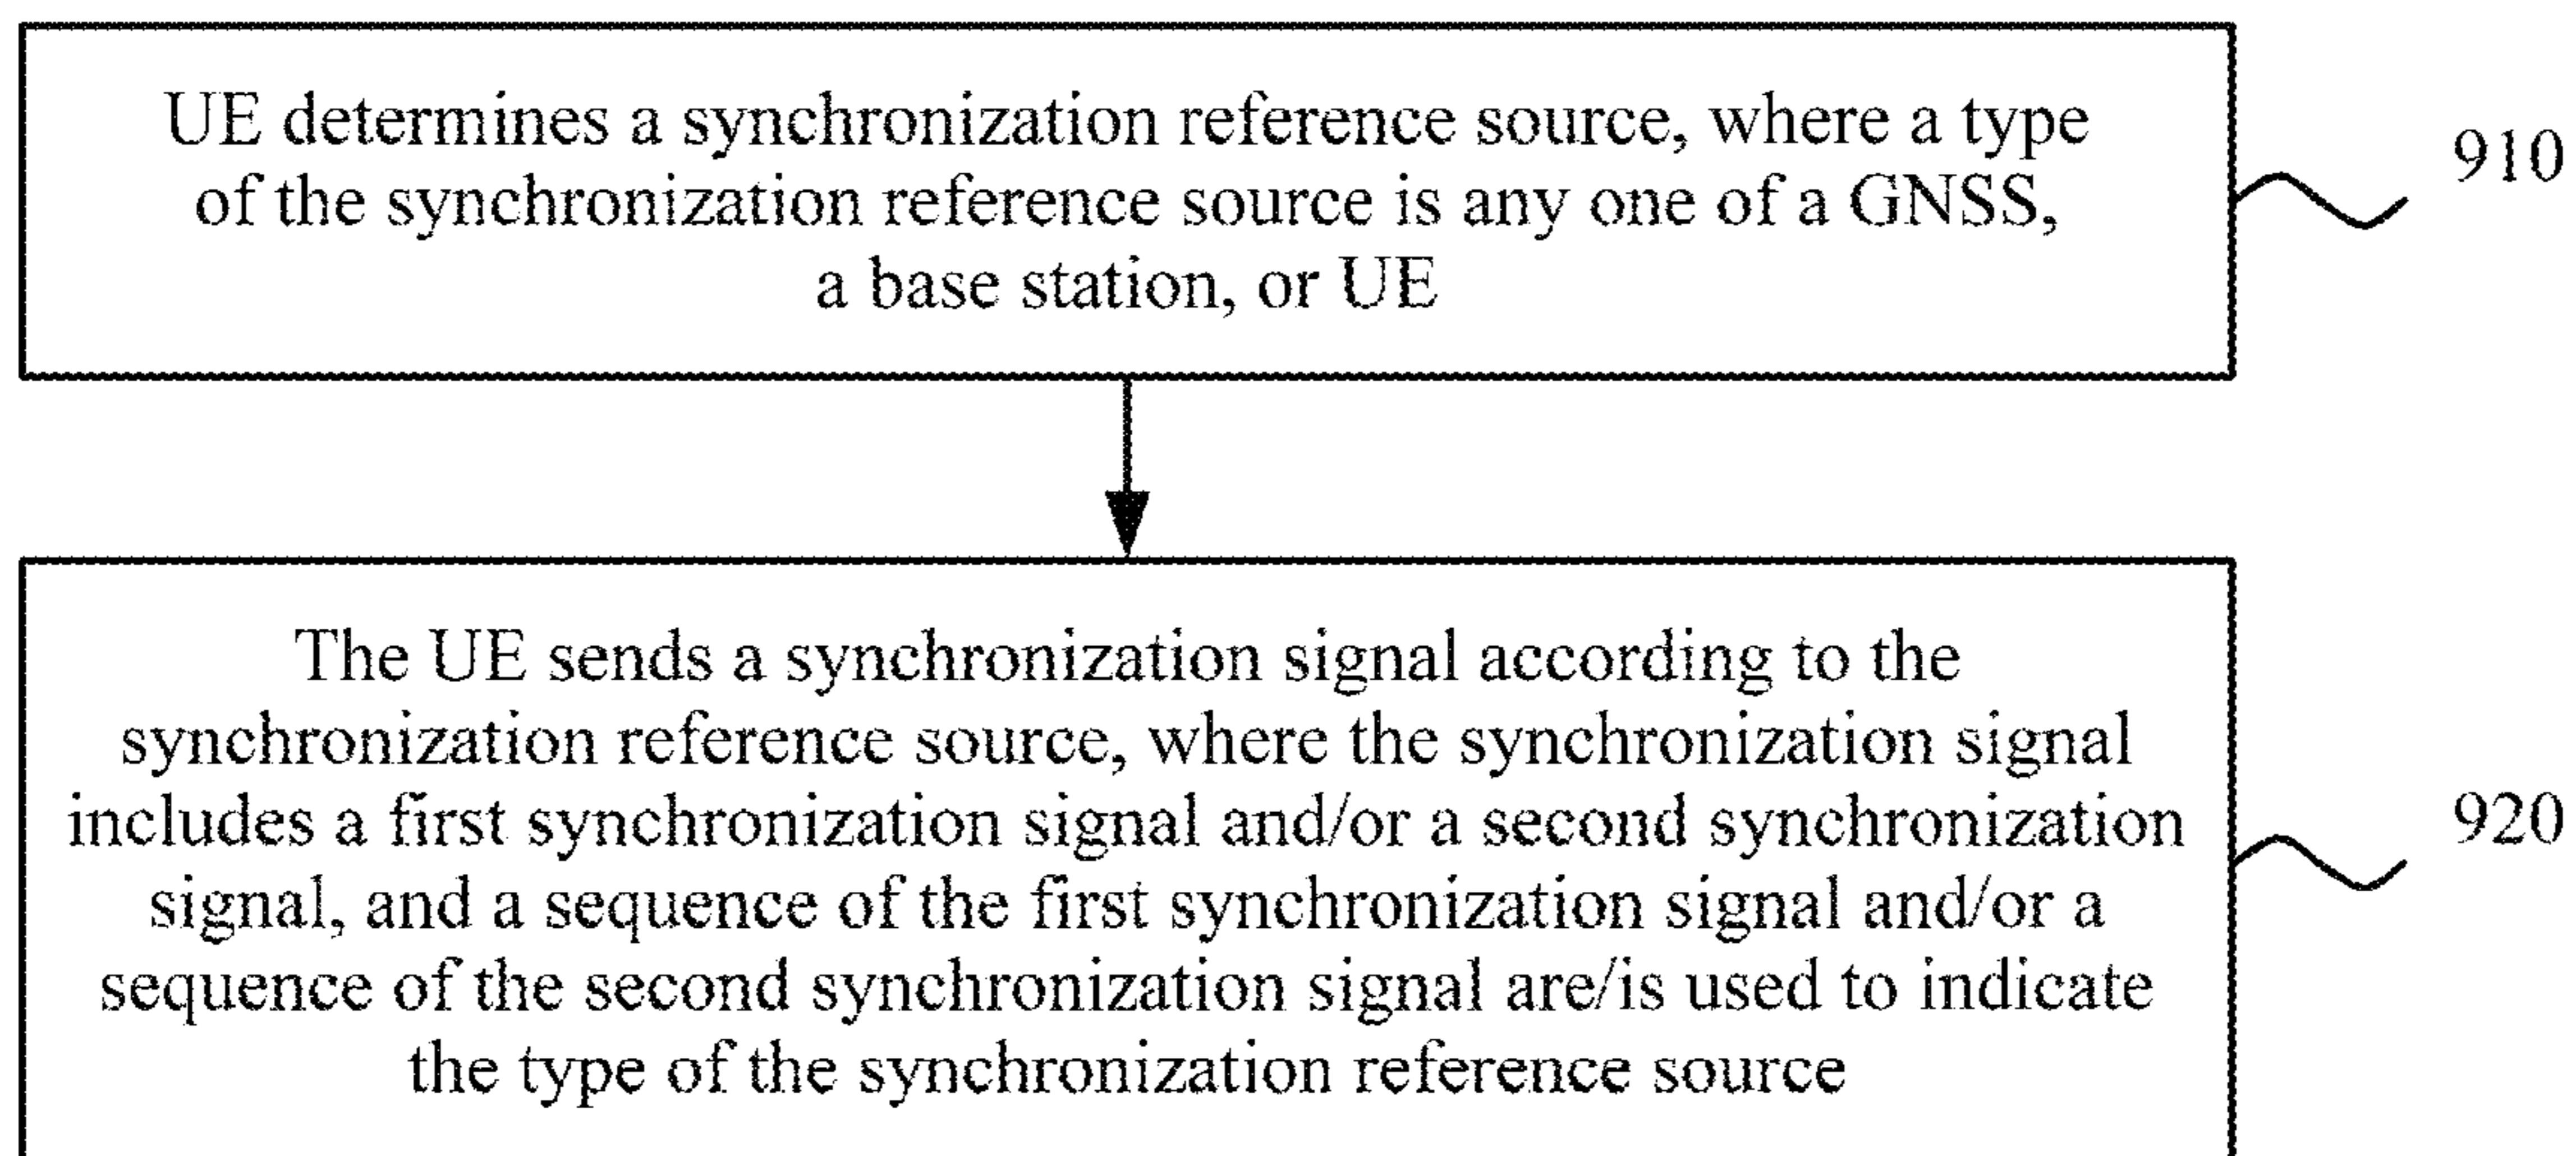 UE determines a synchronization reference source, where a type
of the synchronization reference source is any one of a GNSS,
a base station, or UE
910
The UE sends a synchronization signal according to the
synchronization reference source, where the synchronization signal
includes a first synchronization signal and/or a second synchronization
signal, and a sequence of the first synchronization signal and/or a
sequence of the second synchronization signal are/is used to indicate
the type of the synchronization reference source
920